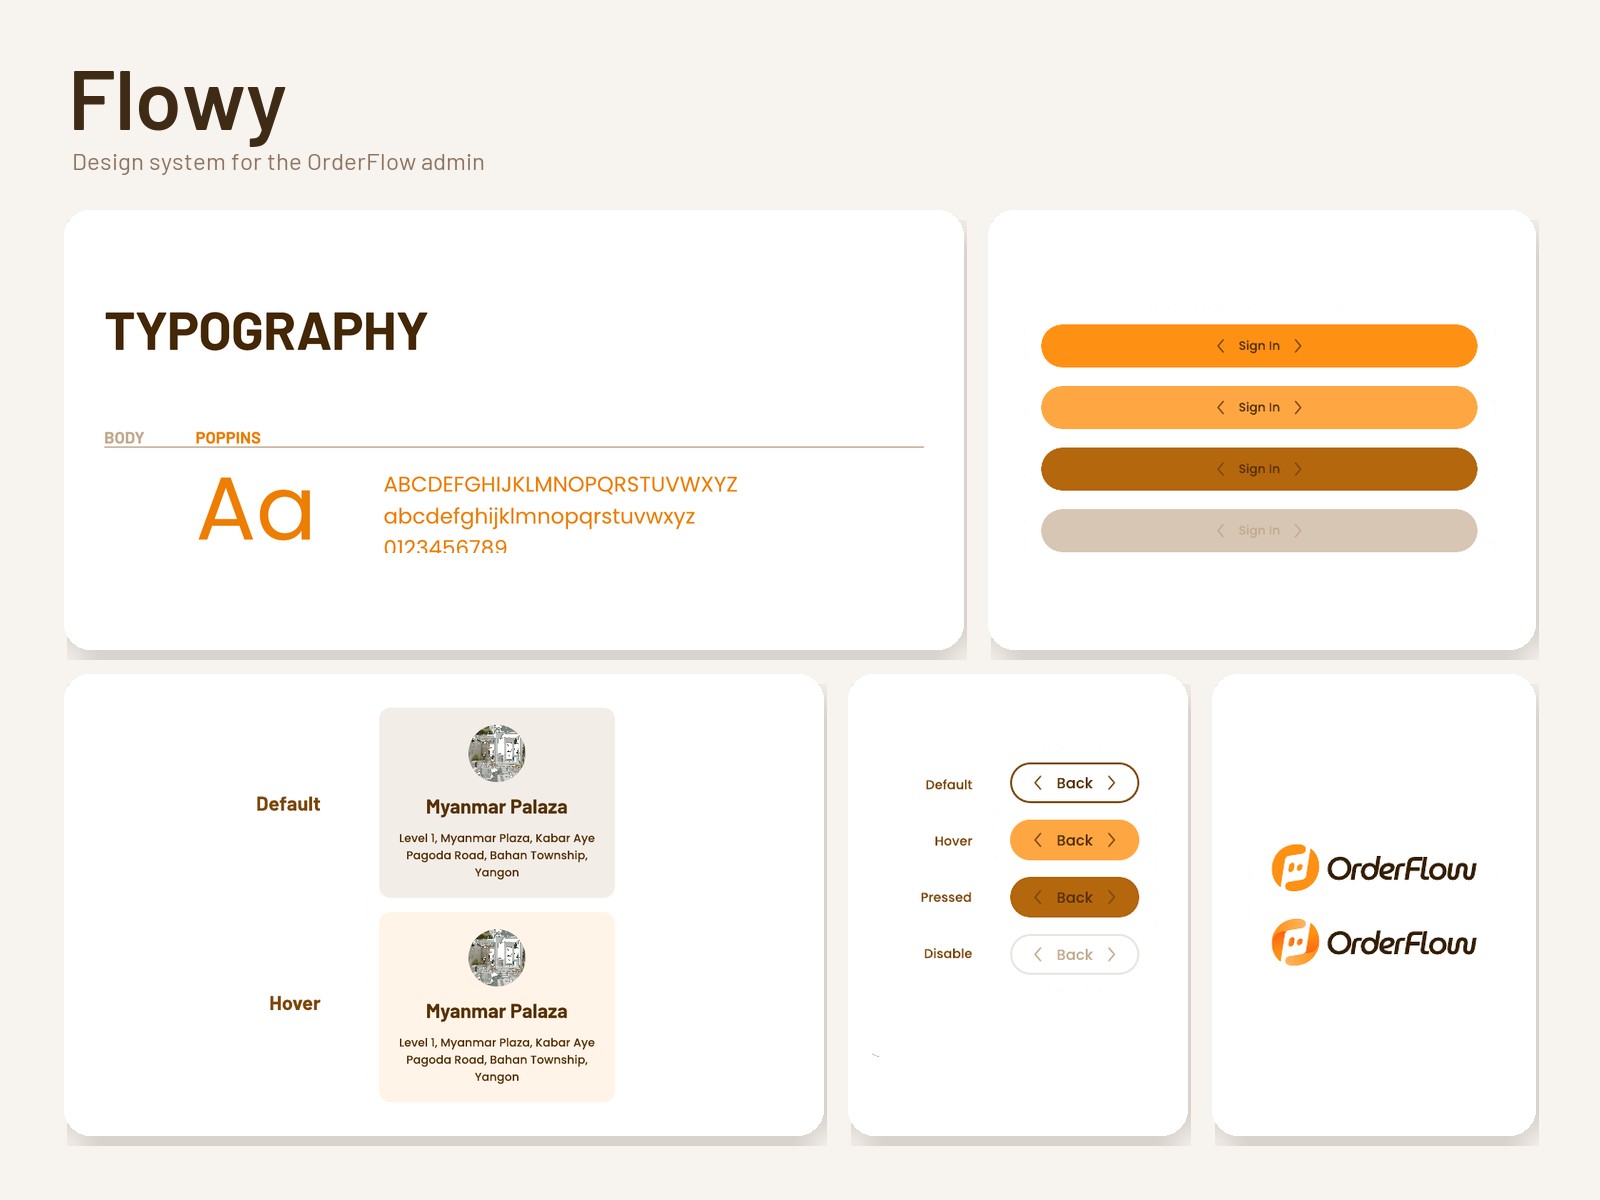 Flowy
Design system for the OrderFlow admin
TYPOGRAPHY
BODY POPPINS
Aa
ABCDEFGHIJKLMNOPQRSTUVWXYZ
abcdefghijklmnopqrstuvwxyz
0123456789
Sign In
Sign In
Sign In
Sign In
Default
Myanmar Palaza
Level 1, Myanmar Plaza, Kabar Aye
Pagoda Road, Bahan Township,
Yangon
Hover
Myanmar Palaza
Level 1, Myanmar Plaza, Kabar Aye
Pagoda Road, Bahan Township,
Yangon
Default Back
Hover Back
Pressed Back
Disable Back
OrderFlow
OrderFlow